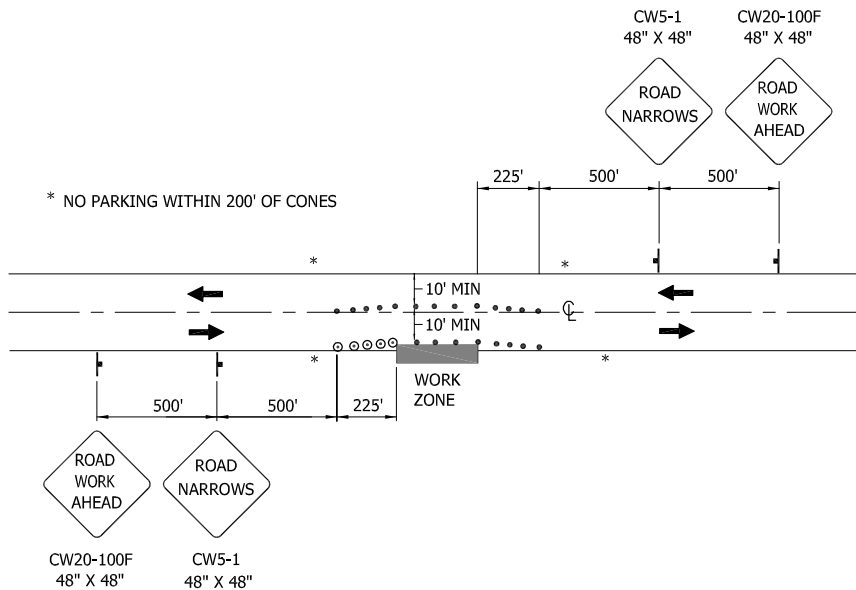 CW5-1
48" X 48"
CW20-100F
48" X 48"
ROAD
NARROWS
ROAD
WORK
AHEAD
225'
500'
500'
* NO PARKING WITHIN 200' OF CONES
*
*
10' MIN
10' MIN
℄
*
*
WORK
ZONE
500'
500'
225'
ROAD
WORK
AHEAD
ROAD
NARROWS
CW20-100F
48" X 48"
CW5-1
48" X 48"